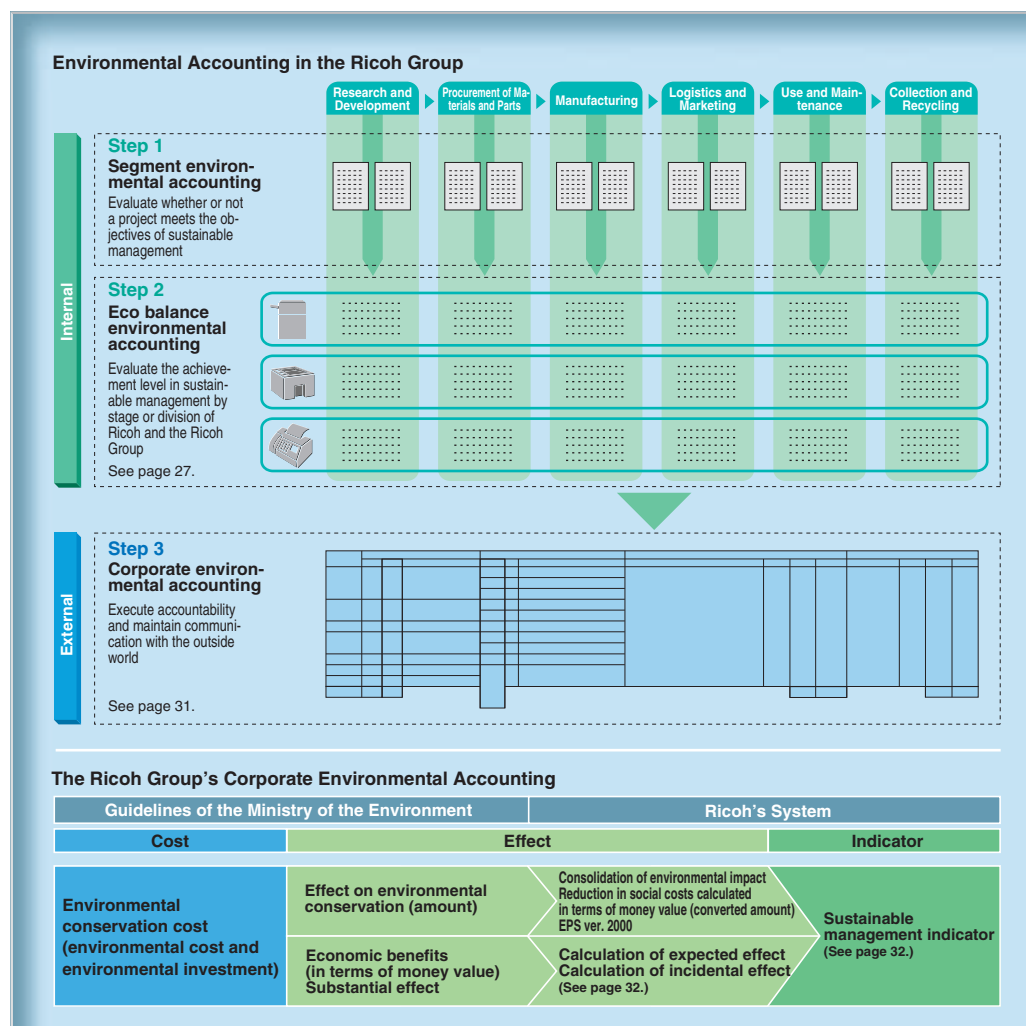 Environmental Accounting in the Ricoh Group
Research and
Development
Procurement of Ma-
terials and Parts
Manufacturing
Logistics and
Marketing
Use and Main-
tenance
Collection and
Recycling
Internal
Step 1
Segment environ-
mental accounting
Evaluate whether or not
a project meets the ob-
jectives of sustainable
management
Step 2
Eco balance
environmental
accounting
Evaluate the achieve-
ment level in sustain-
able management by
stage or division of
Ricoh and the Ricoh
Group
See page 27.
External
Step 3
Corporate environ-
mental accounting
Execute accountability
and maintain communi-
cation with the outside
world
See page 31.
The Ricoh Group's Corporate Environmental Accounting
Guidelines of the Ministry of the Environment
Ricoh's System
Cost
Effect
Indicator
Environmental
conservation cost
(environmental cost and
environmental investment)
Effect on environmental
conservation (amount)
Consolidation of environmental impact
Reduction in social costs calculated
in terms of money value (converted amount)
EPS ver. 2000
Economic benefits
(in terms of money value)
Substantial effect
Calculation of expected effect
Calculation of incidental effect
(See page 32.)
Sustainable
management indicator
(See page 32.)